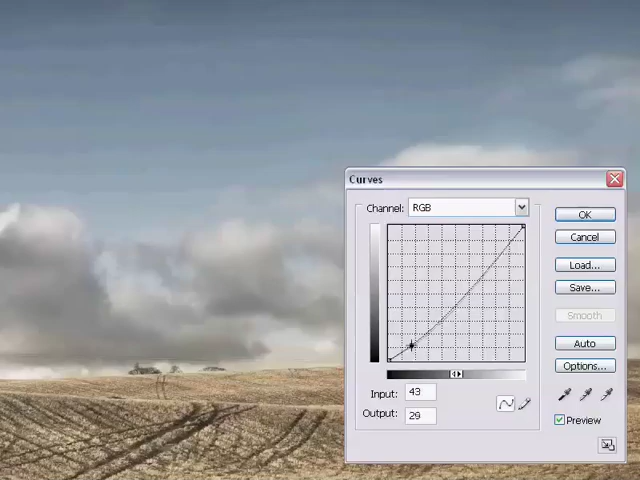 Curves
Channel: RGB
OK
Cancel
Load...
Save...
Smooth
Auto
Options...
Input: 43
Output: 29
Preview